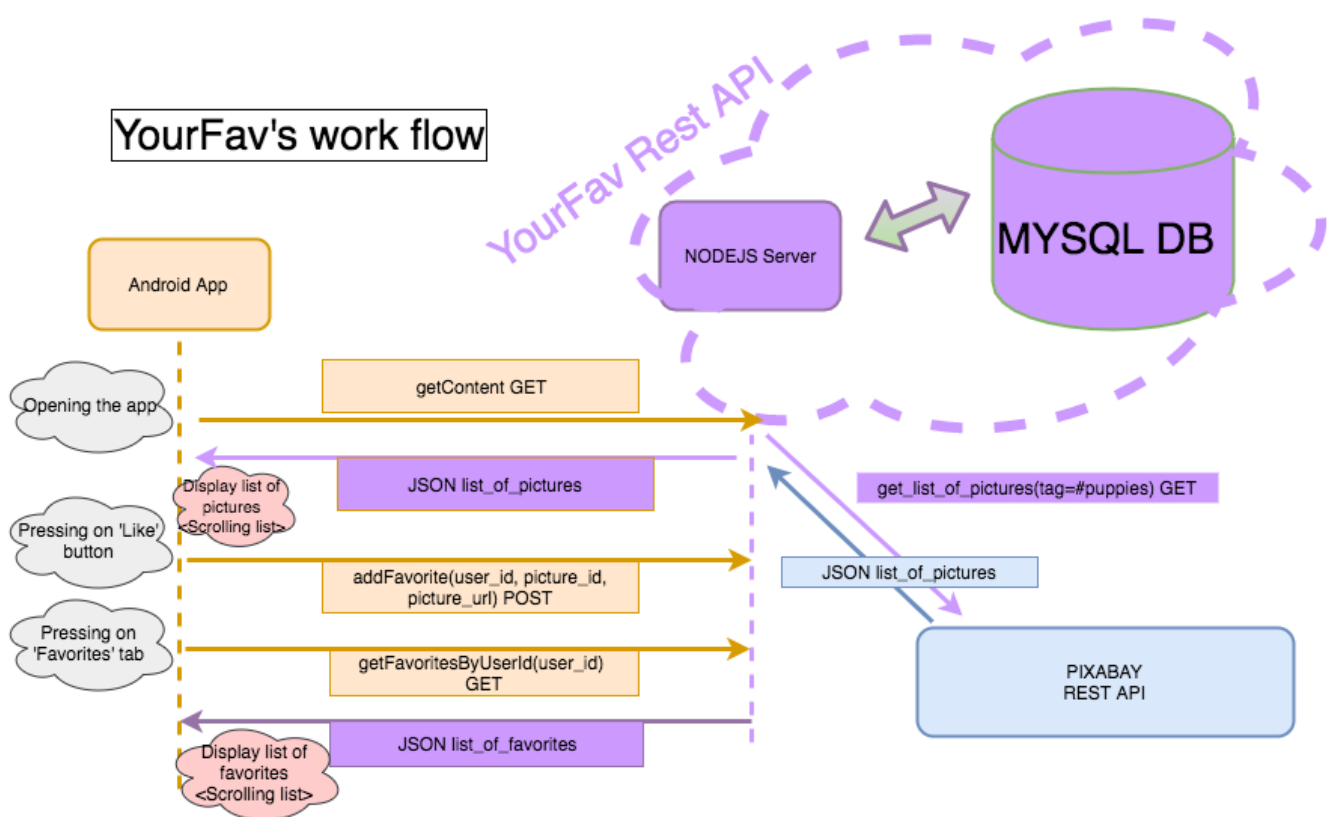 YourFav's work flow
YourFav Rest API
NODEJS Server
MYSQL DB
Android App
Opening the app
getContent GET
JSON list_of_pictures
Display list of
pictures
<Scrolling list>
get_list_of_pictures(tag=#puppies) GET
Pressing on 'Like'
button
addFavorite(user_id, picture_id,
picture_url) POST
JSON list_of_pictures
Pressing on
'Favorites' tab
getFavoritesByUserId(user_id)
GET
PIXABAY
REST API
JSON list_of_favorites
Display list of
favorites
<Scrolling list>